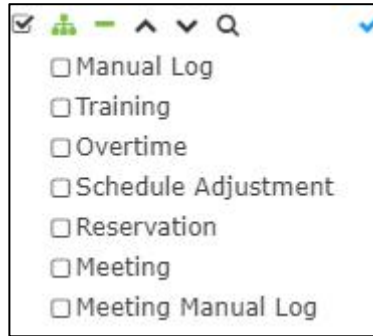 Manual Log
Training
Overtime
Schedule Adjustment
Reservation
Meeting
Meeting Manual Log